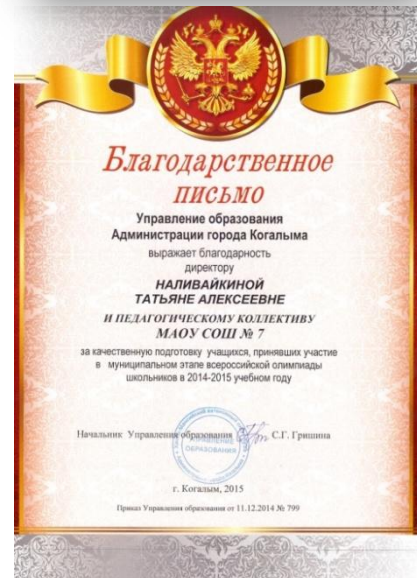 Благодарственное
письмо
Управление образования
Администрации города Когалыма
выражает благодарность
директору
НАЛИВАЙКИНОЙ
ТАТЬЯНЕ АЛЕКСЕЕВНЕ
И ПЕДАГОГИЧЕСКОМУ КОЛЛЕКТИВУ
МАОУ СОШ № 7
за качественную подготовку учащихся, принявших участие
в муниципальном этапе всероссийской олимпиады
школьников в 2014-2015 учебном году
Начальник Управления образования С.Г. Гришина
УПРАВЛЕНИЕ
ОБРАЗОВАНИЯ
г. Когалым, 2015
Приказ Управления образования от 11.12.2014 № 799